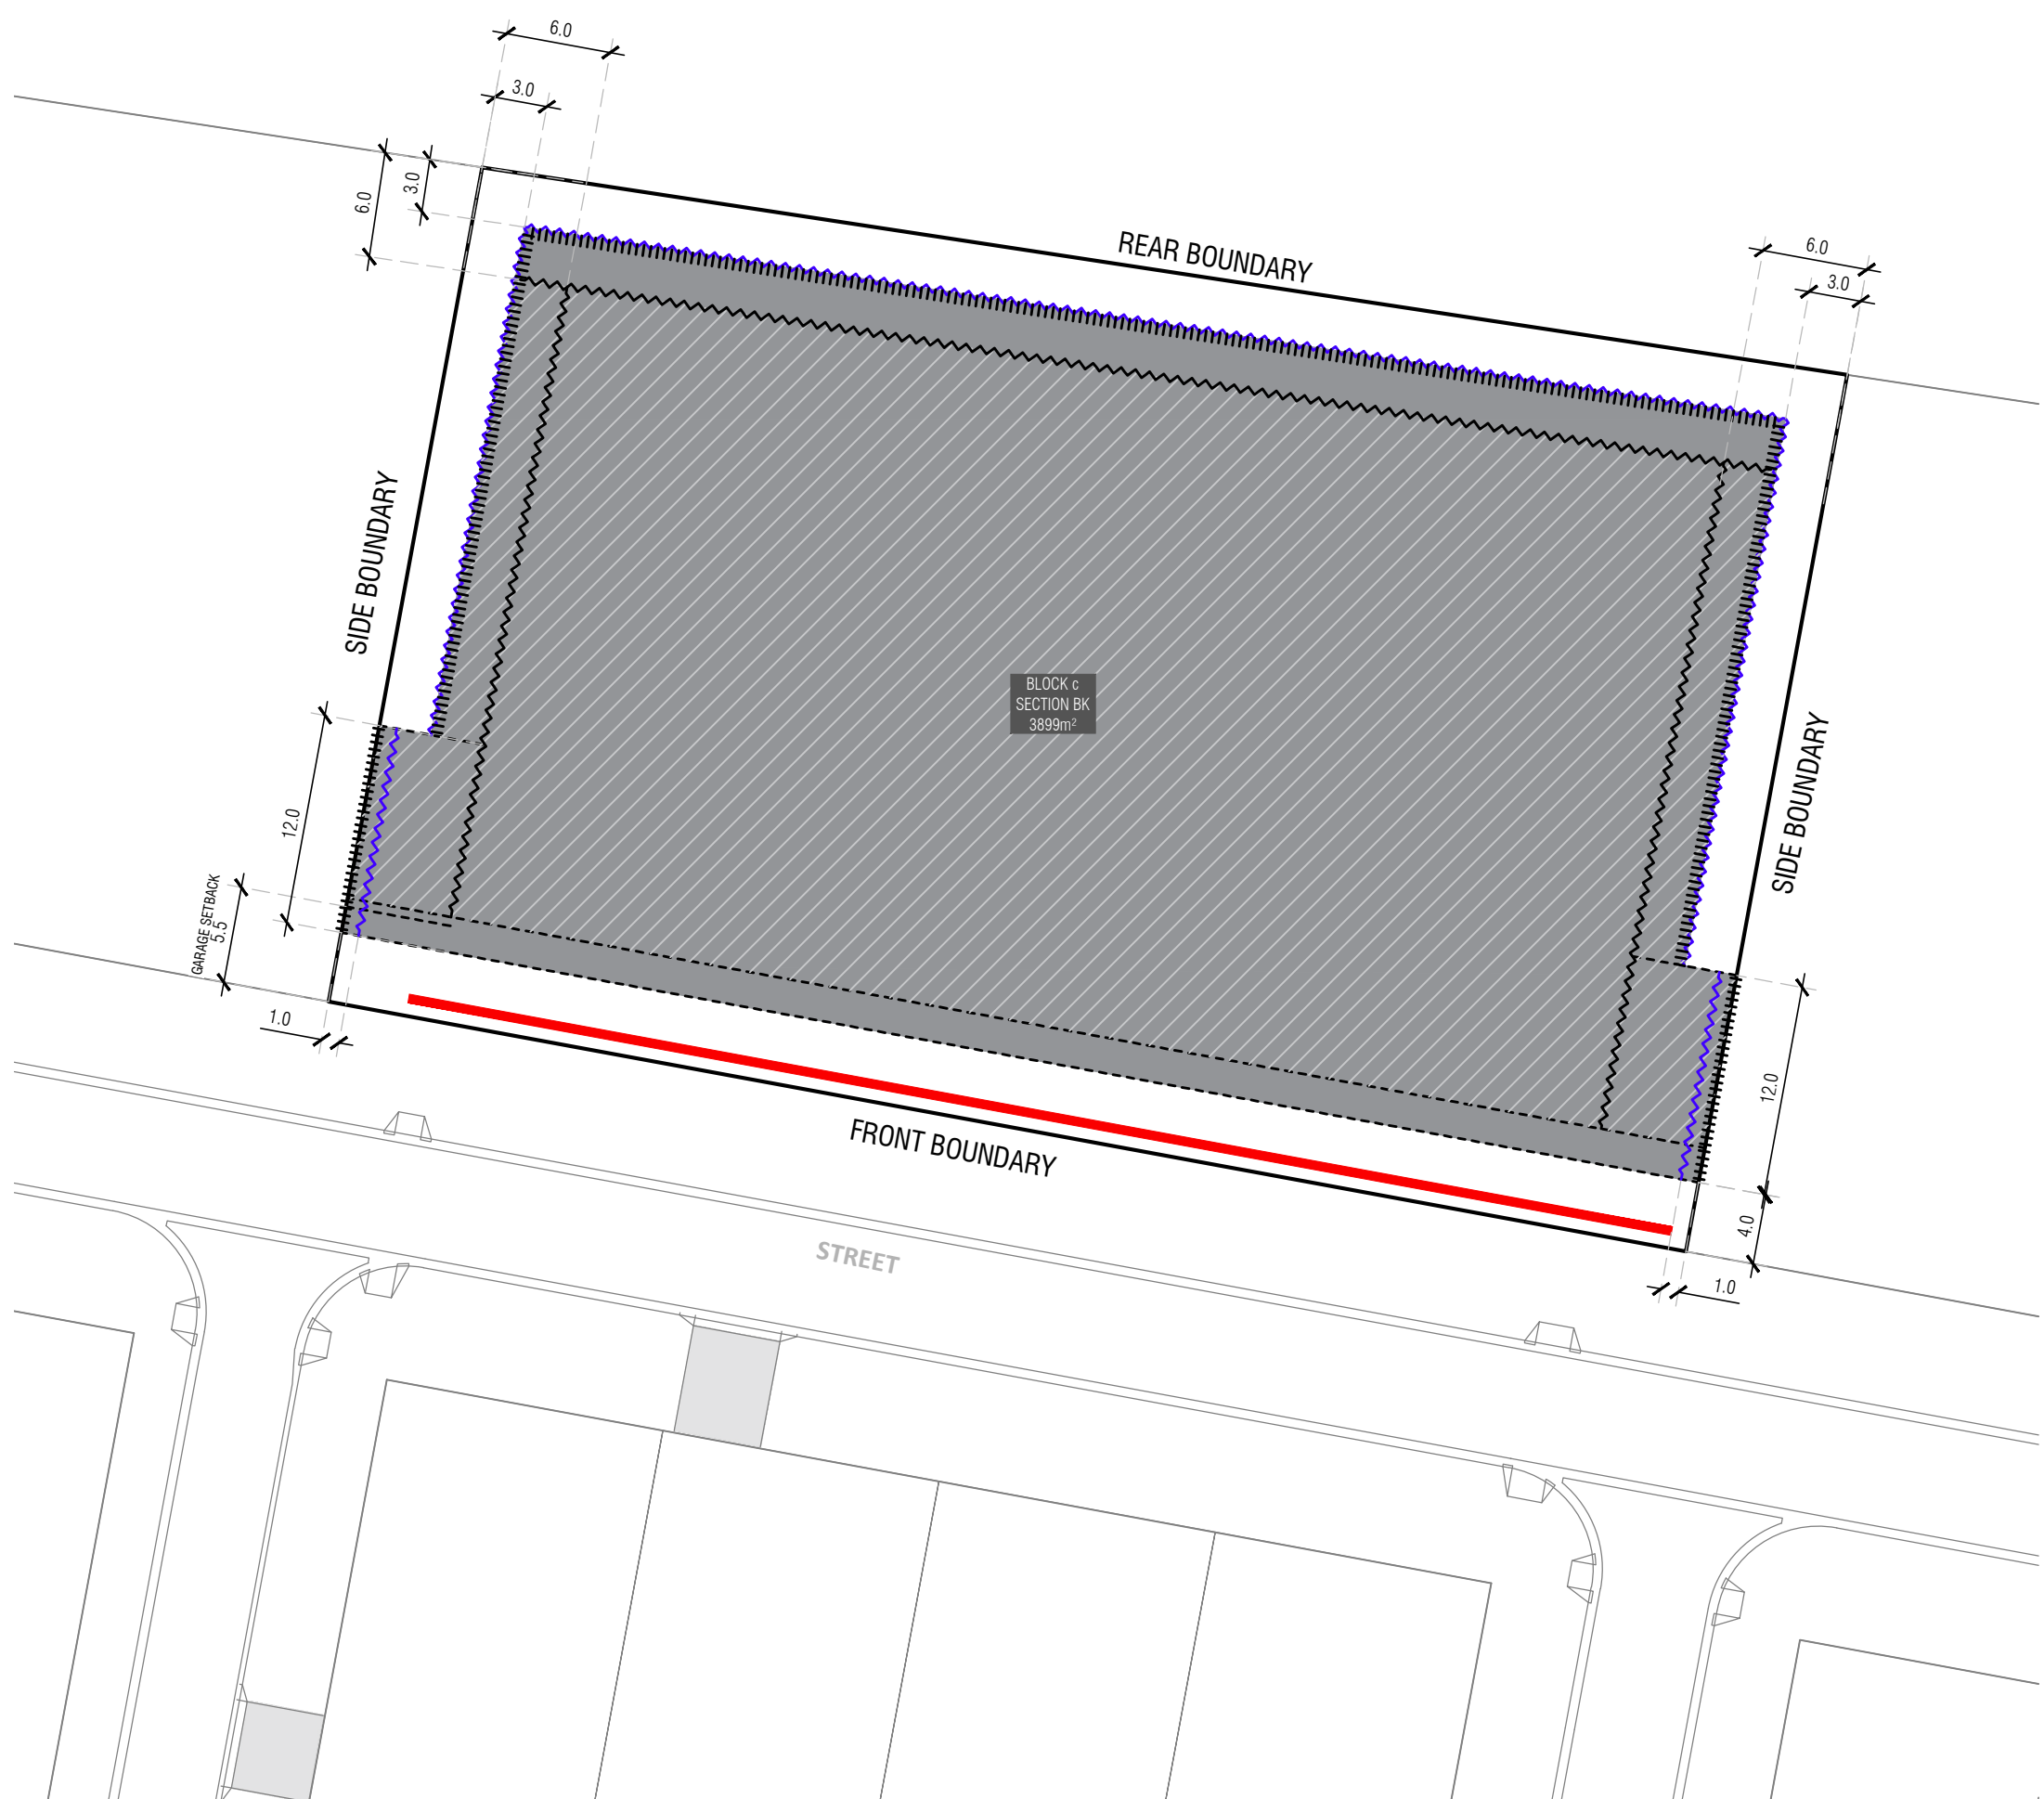 6.0
3.0
6.0
3.0
REAR BOUNDARY
6.0
3.0
SIDE BOUNDARY
BLOCK c
SECTION BK
3899m²
SIDE BOUNDARY
12.0
GARAGE SETBACK
5.5
1.0
12.0
FRONT BOUNDARY
4.0
STREET
1.0